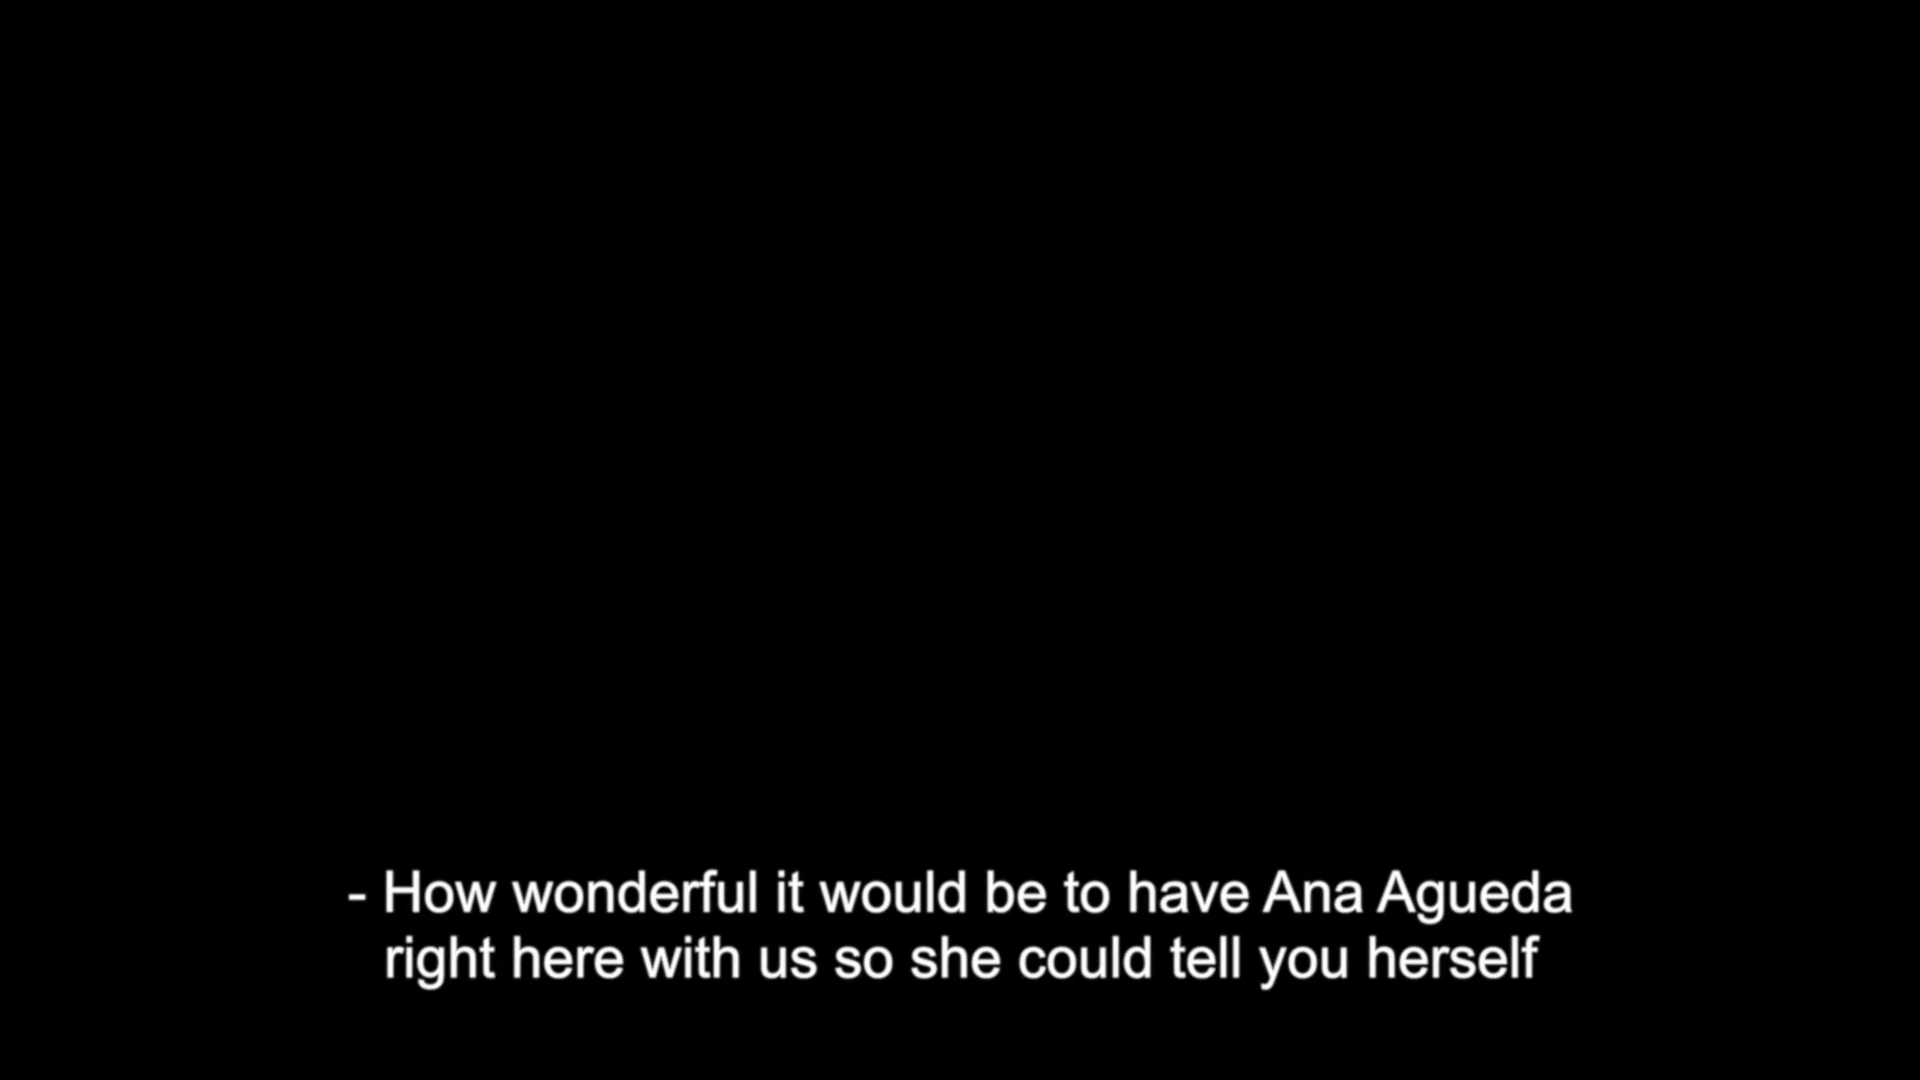 - How wonderful it would be to have Ana Agueda
right here with us so she could tell you herself